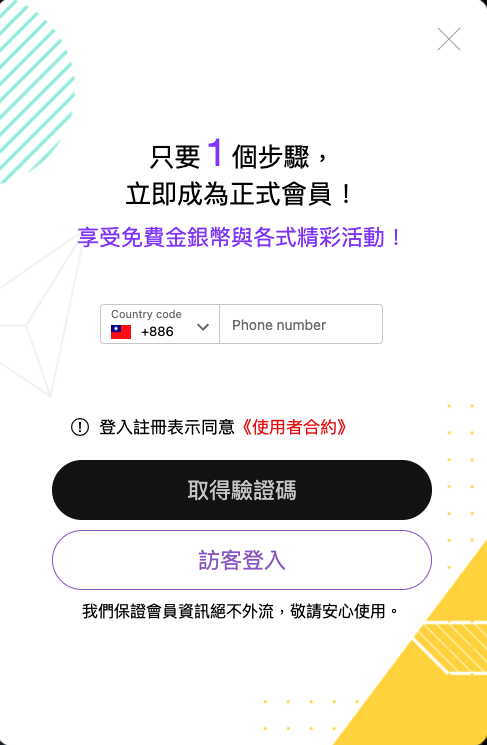 只要 1 個步驟，
立即成為正式會員！
享受免費金銀幣與各式精彩活動！
Country code
+886
Phone number
登入註冊表示同意《使用者合約》
取得驗證碼
訪客登入
我們保證會員資訊絕不外流，敬請安心使用。